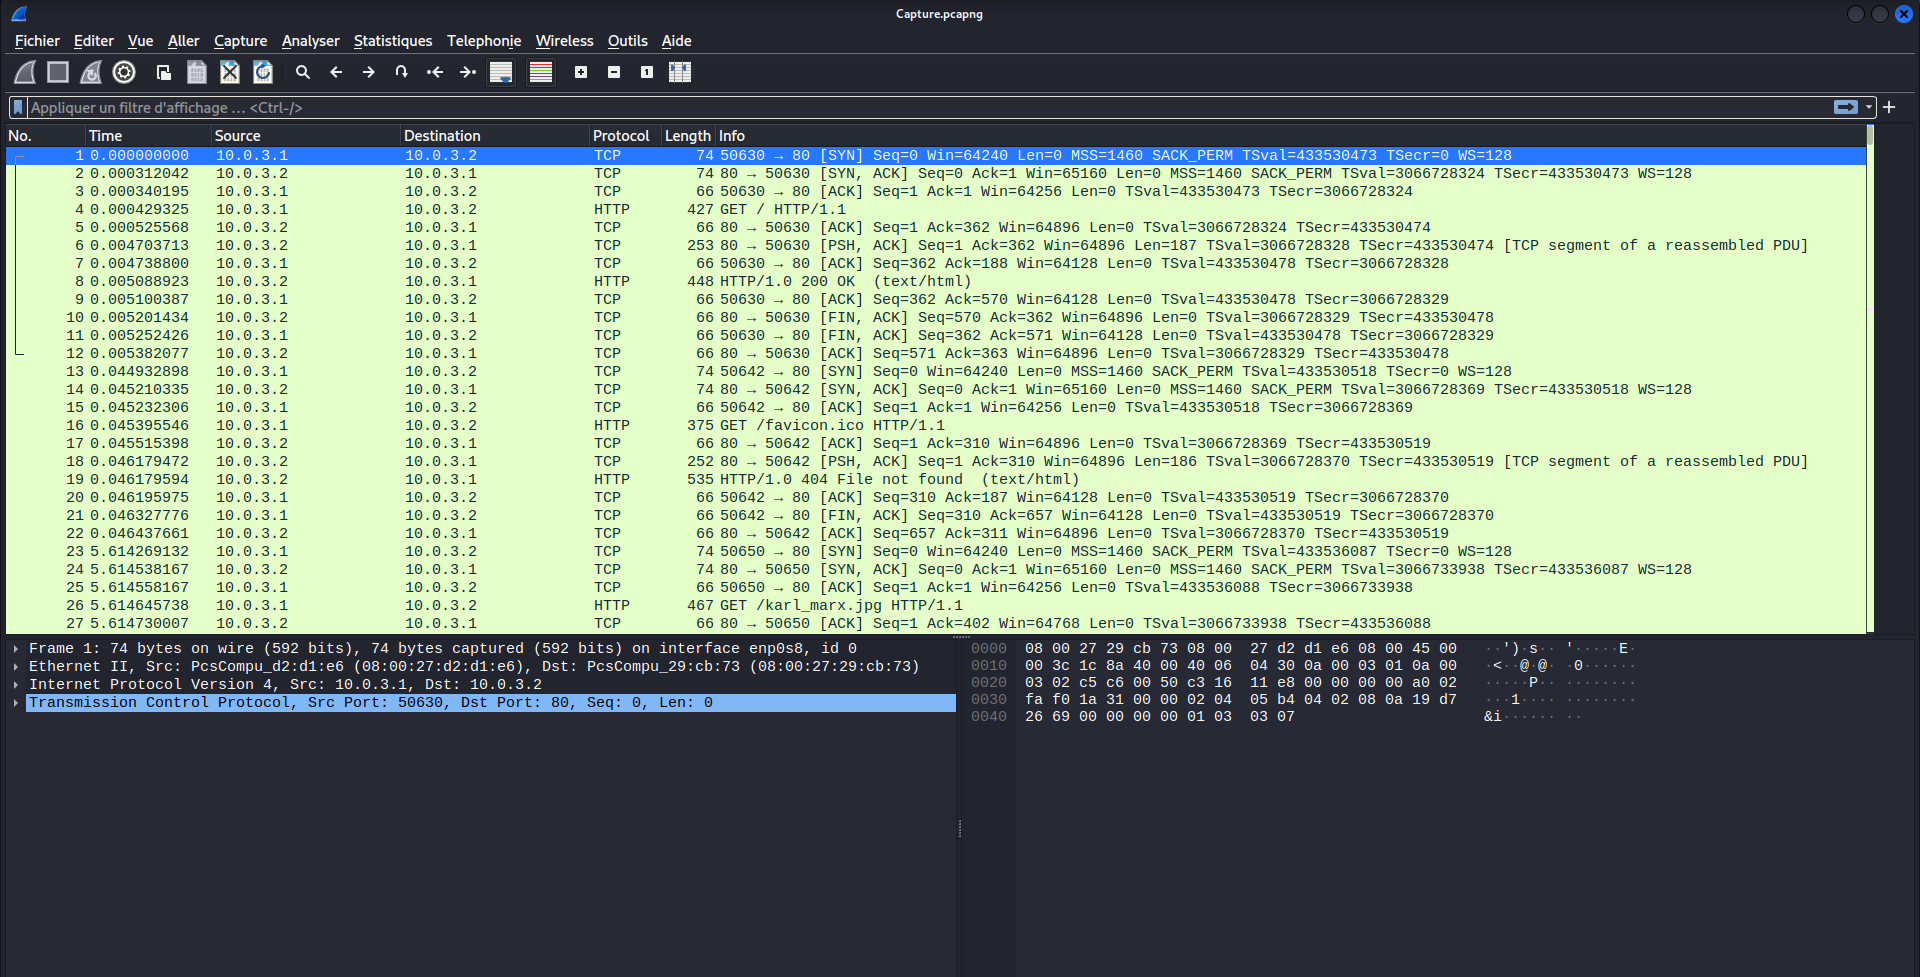 Capture.pcapng
Fichier Editer Vue Aller Capture Analyser Statistiques Telephonie Wireless Outils Aide
Appliquer un filtre d'affichage … <Ctrl-/>
No. Time Source Destination Protocol Length Info
1 0.000000000 10.0.3.1 10.0.3.2 TCP 74 50630 → 80 [SYN] Seq=0 Win=64240 Len=0 MSS=1460 SACK_PERM TSval=433530473 TSecr=0 WS=128
2 0.000312042 10.0.3.2 10.0.3.1 TCP 74 80 → 50630 [SYN, ACK] Seq=0 Ack=1 Win=65160 Len=0 MSS=1460 SACK_PERM TSval=3066728324 TSecr=433530473 WS=128
3 0.000340195 10.0.3.1 10.0.3.2 TCP 66 50630 → 80 [ACK] Seq=1 Ack=1 Win=64256 Len=0 TSval=433530473 TSecr=3066728324
4 0.000429325 10.0.3.1 10.0.3.2 HTTP 427 GET / HTTP/1.1
5 0.000525568 10.0.3.2 10.0.3.1 TCP 66 80 → 50630 [ACK] Seq=1 Ack=362 Win=64896 Len=0 TSval=3066728324 TSecr=433530474
6 0.004703713 10.0.3.2 10.0.3.1 TCP 253 80 → 50630 [PSH, ACK] Seq=1 Ack=362 Win=64896 Len=187 TSval=3066728328 TSecr=433530474 [TCP segment of a reassembled PDU]
7 0.004738800 10.0.3.1 10.0.3.2 TCP 66 50630 → 80 [ACK] Seq=362 Ack=188 Win=64128 Len=0 TSval=433530478 TSecr=3066728328
8 0.005088923 10.0.3.2 10.0.3.1 HTTP 448 HTTP/1.0 200 OK (text/html)
9 0.005100387 10.0.3.1 10.0.3.2 TCP 66 50630 → 80 [ACK] Seq=362 Ack=570 Win=64128 Len=0 TSval=433530478 TSecr=3066728329
10 0.005201434 10.0.3.2 10.0.3.1 TCP 66 80 → 50630 [FIN, ACK] Seq=570 Ack=362 Win=64896 Len=0 TSval=3066728329 TSecr=433530478
11 0.005252426 10.0.3.1 10.0.3.2 TCP 66 50630 → 80 [FIN, ACK] Seq=362 Ack=571 Win=64128 Len=0 TSval=433530478 TSecr=3066728329
12 0.005382077 10.0.3.2 10.0.3.1 TCP 66 80 → 50630 [ACK] Seq=571 Ack=363 Win=64896 Len=0 TSval=3066728329 TSecr=433530478
13 0.044932898 10.0.3.1 10.0.3.2 TCP 74 50642 → 80 [SYN] Seq=0 Win=64240 Len=0 MSS=1460 SACK_PERM TSval=433530518 TSecr=0 WS=128
14 0.045210335 10.0.3.2 10.0.3.1 TCP 74 80 → 50642 [SYN, ACK] Seq=0 Ack=1 Win=65160 Len=0 MSS=1460 SACK_PERM TSval=3066728369 TSecr=433530518 WS=128
15 0.045232306 10.0.3.1 10.0.3.2 TCP 66 50642 → 80 [ACK] Seq=1 Ack=1 Win=64256 Len=0 TSval=433530518 TSecr=3066728369
16 0.045395546 10.0.3.1 10.0.3.2 HTTP 375 GET /favicon.ico HTTP/1.1
17 0.045515398 10.0.3.2 10.0.3.1 TCP 66 80 → 50642 [ACK] Seq=1 Ack=310 Win=64896 Len=0 TSval=3066728369 TSecr=433530519
18 0.046179472 10.0.3.2 10.0.3.1 TCP 252 80 → 50642 [PSH, ACK] Seq=1 Ack=310 Win=64896 Len=186 TSval=3066728370 TSecr=433530519 [TCP segment of a reassembled PDU]
19 0.046179594 10.0.3.2 10.0.3.1 HTTP 535 HTTP/1.0 404 File not found (text/html)
20 0.046195975 10.0.3.1 10.0.3.2 TCP 66 50642 → 80 [ACK] Seq=310 Ack=187 Win=64128 Len=0 TSval=433530519 TSecr=3066728370
21 0.046327776 10.0.3.1 10.0.3.2 TCP 66 50642 → 80 [FIN, ACK] Seq=310 Ack=657 Win=64128 Len=0 TSval=433530519 TSecr=3066728370
22 0.046437661 10.0.3.2 10.0.3.1 TCP 66 80 → 50642 [ACK] Seq=657 Ack=311 Win=64896 Len=0 TSval=3066728370 TSecr=433530519
23 5.614269132 10.0.3.1 10.0.3.2 TCP 74 50650 → 80 [SYN] Seq=0 Win=64240 Len=0 MSS=1460 SACK_PERM TSval=433536087 TSecr=0 WS=128
24 5.614538167 10.0.3.2 10.0.3.1 TCP 74 80 → 50650 [SYN, ACK] Seq=0 Ack=1 Win=65160 Len=0 MSS=1460 SACK_PERM TSval=3066733938 TSecr=433536087 WS=128
25 5.614558167 10.0.3.1 10.0.3.2 TCP 66 50650 → 80 [ACK] Seq=1 Ack=1 Win=64256 Len=0 TSval=433536088 TSecr=3066733938
26 5.614645738 10.0.3.1 10.0.3.2 HTTP 467 GET /karl_marx.jpg HTTP/1.1
27 5.614730007 10.0.3.2 10.0.3.1 TCP 66 80 → 50650 [ACK] Seq=1 Ack=402 Win=64768 Len=0 TSval=3066733938 TSecr=433536088
Frame 1: 74 bytes on wire (592 bits), 74 bytes captured (592 bits) on interface enp0s8, id 0
Ethernet II, Src: PcsCompu_d2:d1:e6 (08:00:27:d2:d1:e6), Dst: PcsCompu_29:cb:73 (08:00:27:29:cb:73)
Internet Protocol Version 4, Src: 10.0.3.1, Dst: 10.0.3.2
Transmission Control Protocol, Src Port: 50630, Dst Port: 80, Seq: 0, Len: 0
0000 08 00 27 29 cb 73 08 00 27 d2 d1 e6 08 00 45 00 ··')·s·· '·····E·
0010 00 3c 1c 8a 40 00 40 06 04 30 0a 00 03 01 0a 00 ·<··@·@· ·0······
0020 03 02 c5 c6 00 50 c3 16 11 e8 00 00 00 00 a0 02 ·····P·· ········
0030 fa f0 1a 31 00 00 02 04 05 b4 04 02 08 0a 19 d7 ···1···· ········
0040 26 69 00 00 00 00 01 03 03 07 &i······ ··